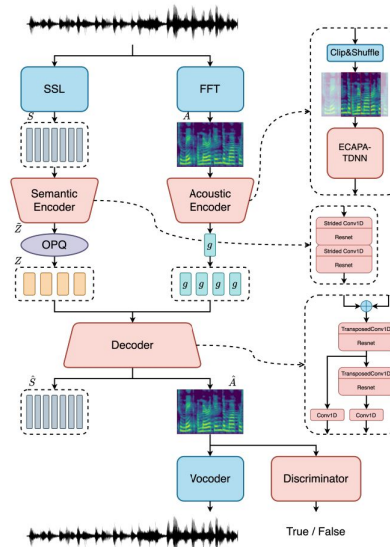 SSL
FFT
S
A
Semantic
Encoder
Acoustic
Encoder
Z̃
OPQ
g
Z
g g g g
Decoder
Ŝ
Â
Vocoder
Discriminator
True / False
Clip&Shuffle
ECAPA-
TDNN
Strided Conv1D
Resnet
Strided Conv1D
Resnet
TransposedConv1D
Resnet
TransposedConv1D
Resnet
Conv1D
Conv1D